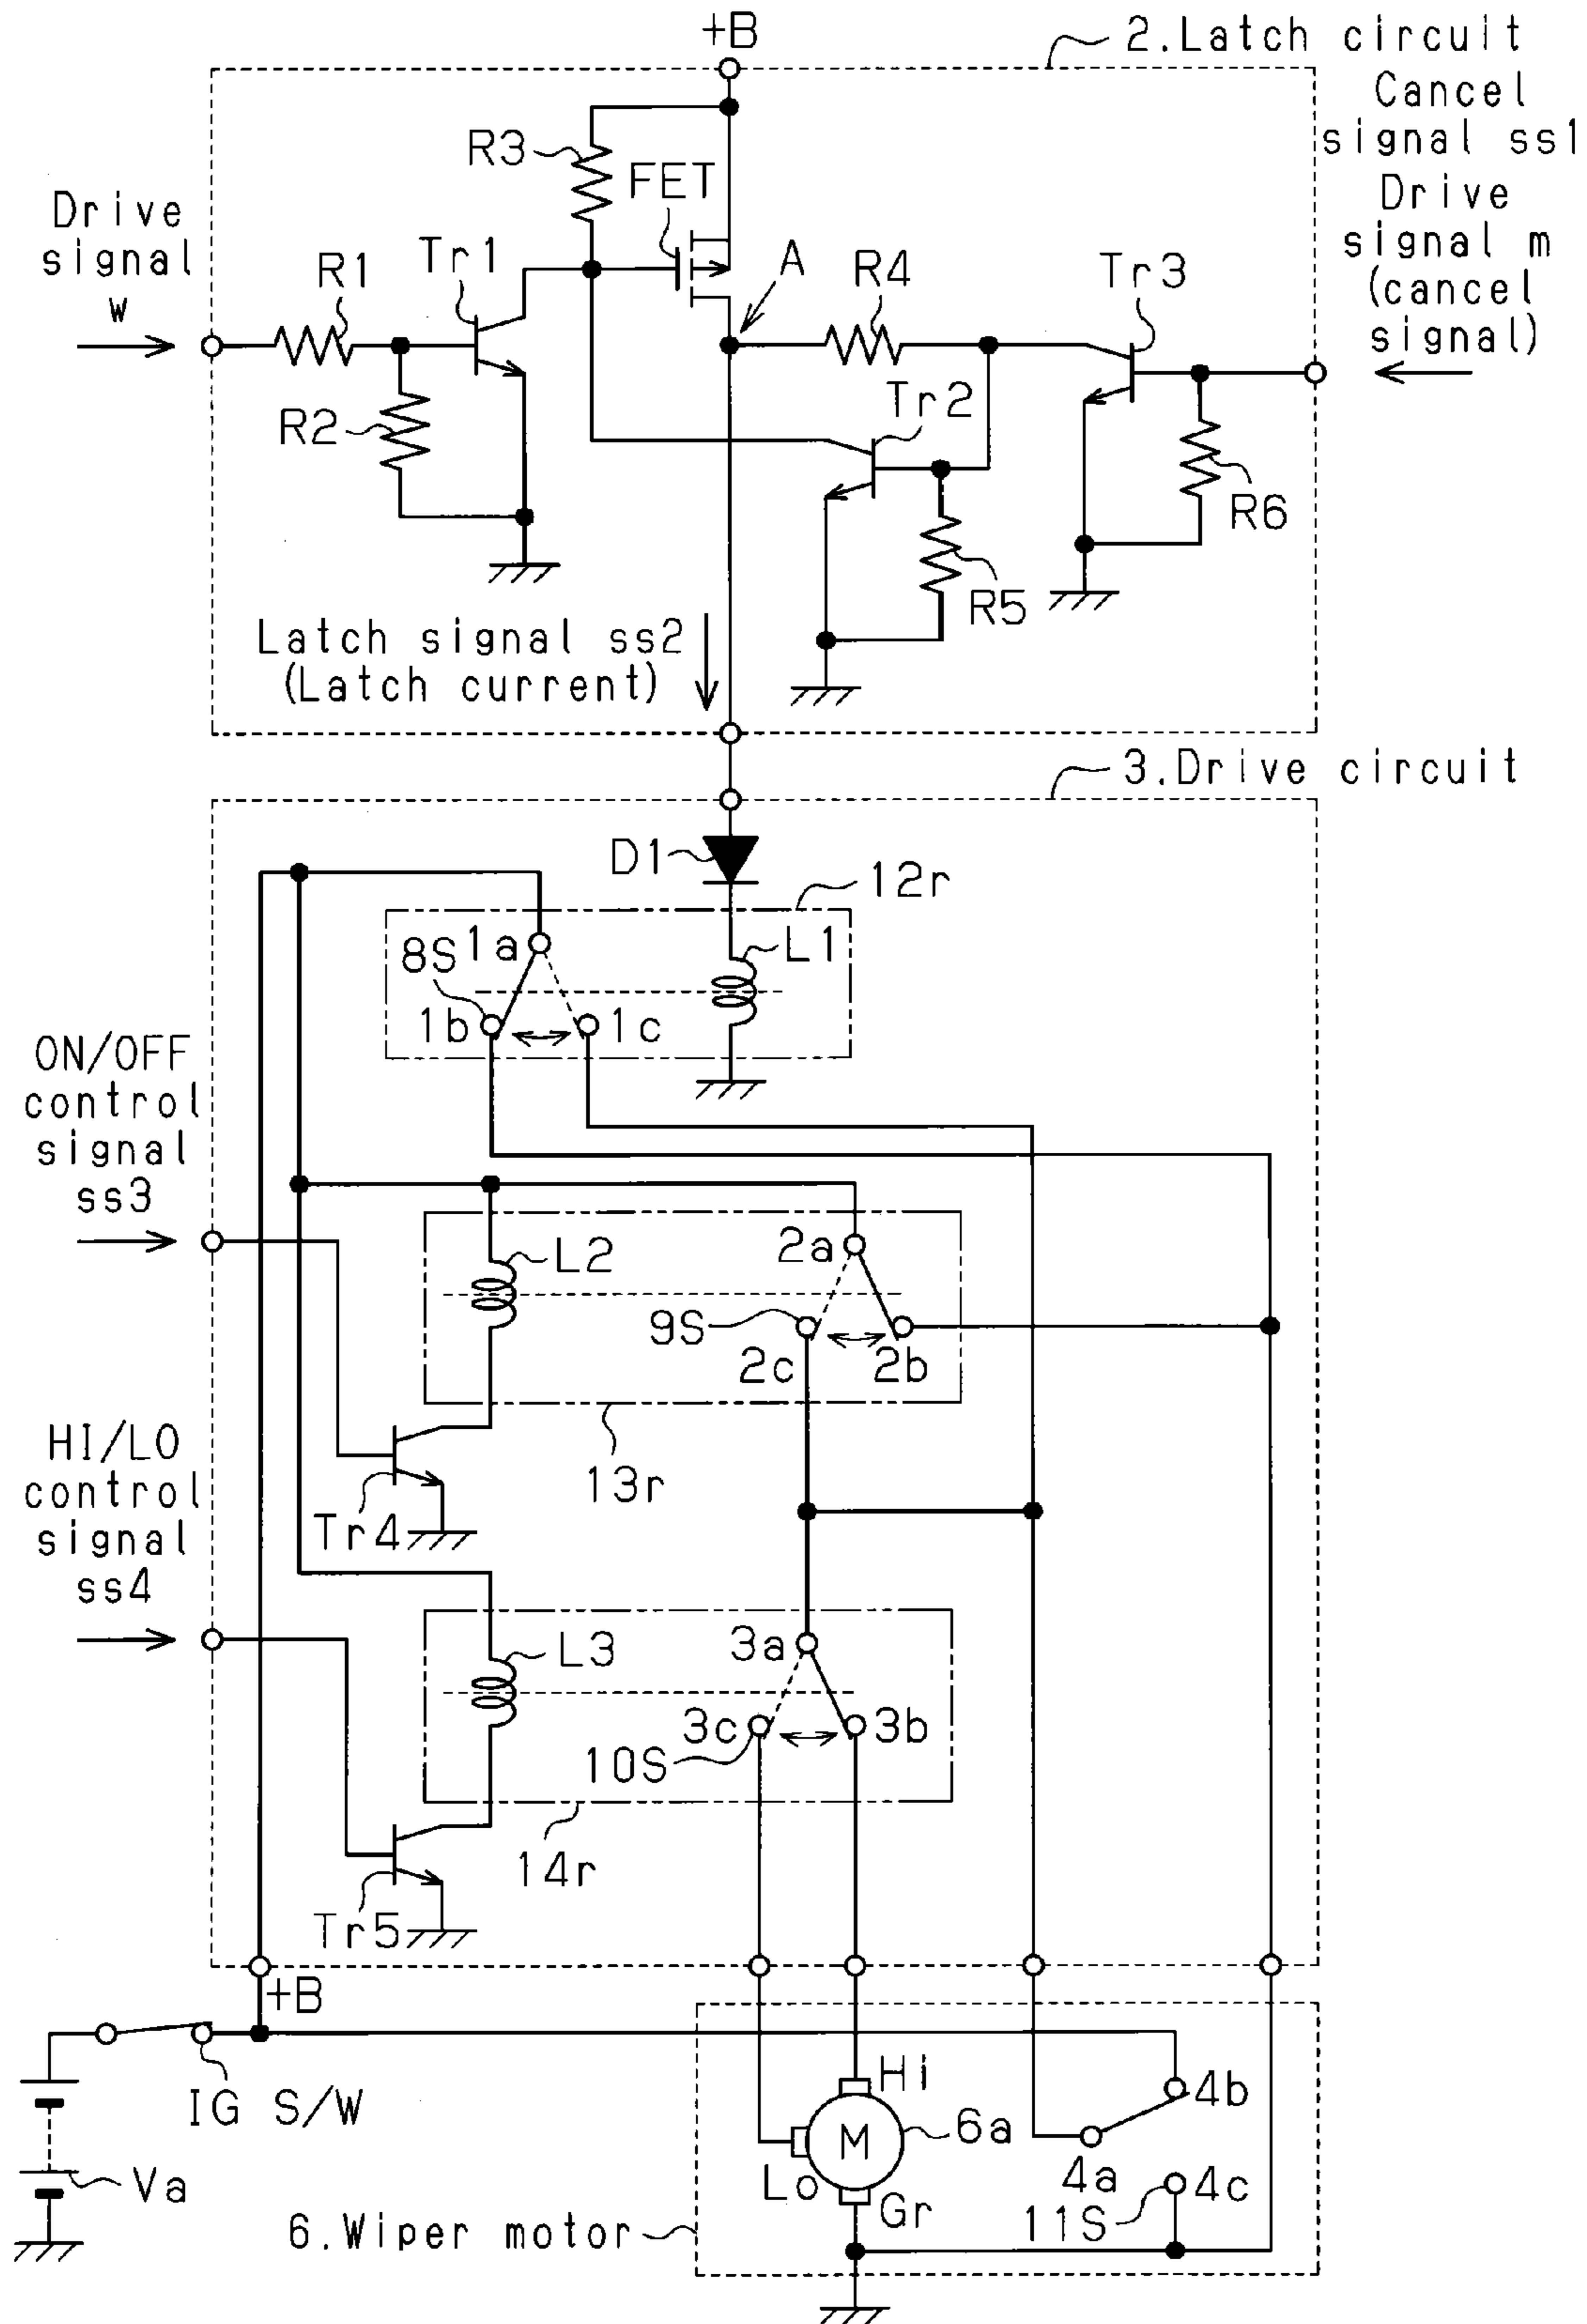 +B
2.Latch circuit
Cancel
signal ss1
Drive
signal m
(cancel
signal)
Drive
signal
w
R1
R2
R3
Tr1
FET
A
R4
Tr2
Tr3
R5
R6
Latch signal ss2
(Latch current)
3.Drive circuit
D1
12r
8S
1a
1b
1c
L1
ON/OFF
control
signal
ss3
L2
2a
9S
2c
2b
13r
Tr4
HI/LO
control
signal
ss4
L3
3a
3c
3b
10S
14r
Tr5
+B
IG S/W
Va
Hi
M
6a
Lo
Gr
4b
4a
4c
11S
6.Wiper motor